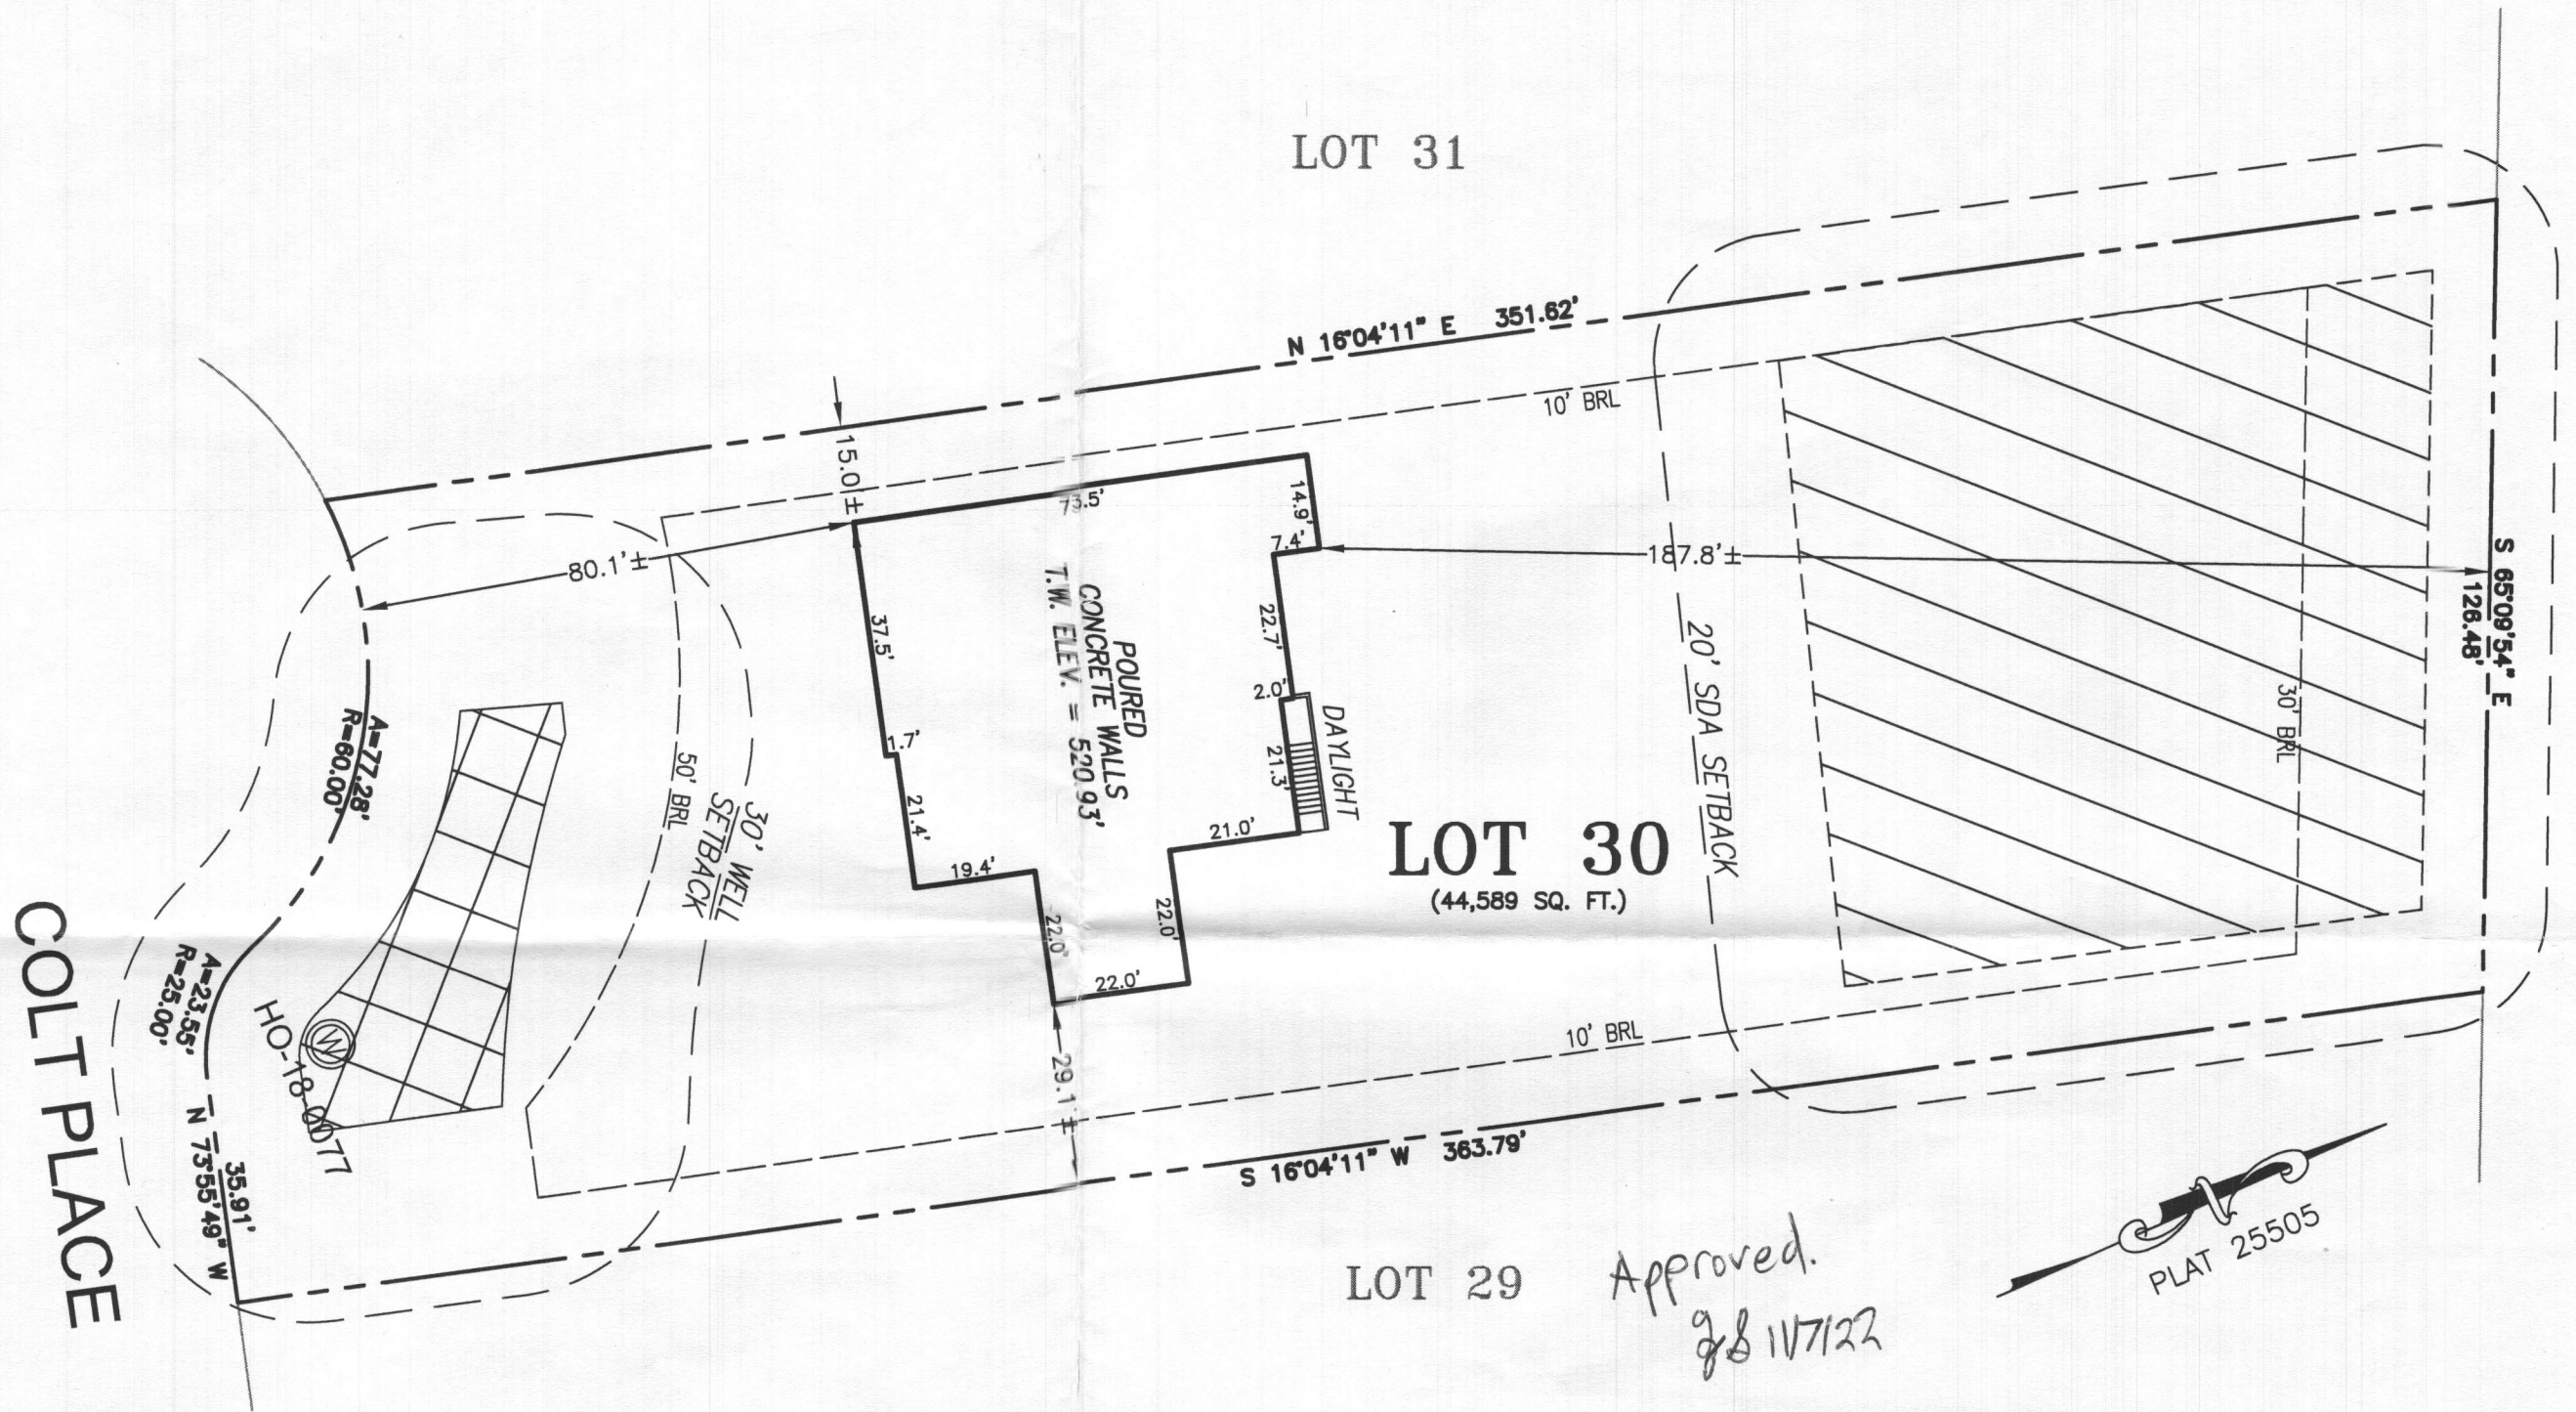 LOT 31
N 16°04'11" E 351.62'
10' BRL
15.0'±
80.1'±
73.5'
14.9'
7.4'
187.8'±
22.7'
2.0'
21.3'
DAYLIGHT
37.5'
1.7'
21.4'
19.4'
22.0'
22.0'
22.0'
21.0'
29.1'±
POURED
CONCRETE WALLS
T.W. ELEV. = 520.93'
LOT 30
(44,589 SQ. FT.)
20' SDA SETBACK
30' BRL
S 65°09'54" E
126.48'
50' BRL
30' WELL
SETBACK
A=77.28'
R=60.00'
A=23.55'
R=25.00'
W
HO-18-0077
35.91'
N 73°55'49" W
COLT PLACE
10' BRL
S 16°04'11" W 363.79'
LOT 29
Approved.
11/7/22
N
PLAT 25505